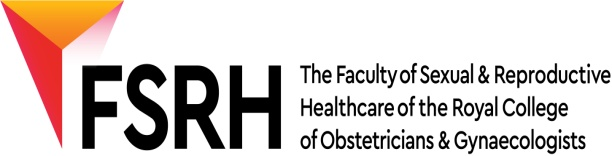 FSRH
The Faculty of Sexual & Reproductive
Healthcare of the Royal College
of Obstetricians & Gynaecologists